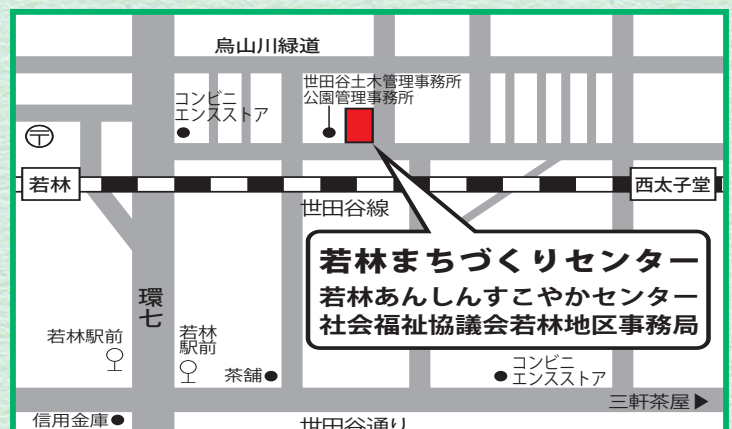 烏山川緑道
世田谷土木管理事務所
公園管理事務所
コンビニ
エンスストア
〒
若林
西太子堂
世田谷線
若林まちづくりセンター
若林あんしんすこやかセンター
社会福祉協議会若林地区事務局
環七
若林駅前
若林
駅前
茶舗
コンビニ
エンスストア
三軒茶屋▶
信用金庫
世田谷通り